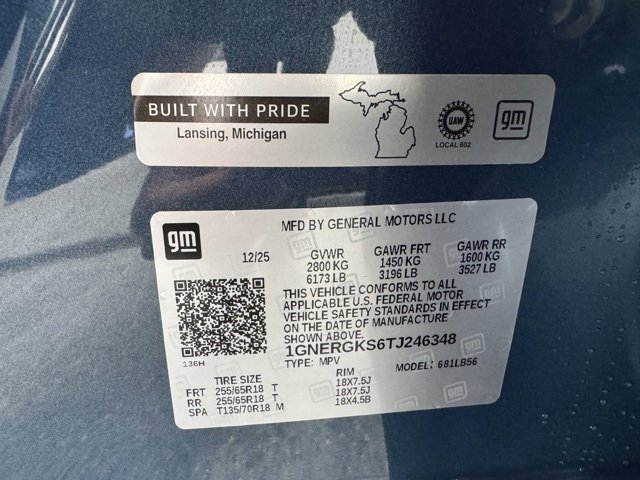 BUILT WITH PRIDE
Lansing, Michigan
UAW
LOCAL 602
gm
gm
MFD BY GENERAL MOTORS LLC
12/25 GVWR GAWR FRT GAWR RR
2800 KG 1450 KG 1600 KG
6173 LB 3196 LB 3527 LB
THIS VEHICLE CONFORMS TO ALL
APPLICABLE U.S. FEDERAL MOTOR
VEHICLE SAFETY STANDARDS IN EFFECT
ON THE DATE OF MANUFACTURE
SHOWN ABOVE.
1GNERGKS6TJ246348
136H
TYPE: MPV MODEL: 681LB56
TIRE SIZE RIM
FRT 255/65R18 T 18X7.5J
RR 255/65R18 T 18X7.5J
SPA T135/70R18 M 18X4.5B